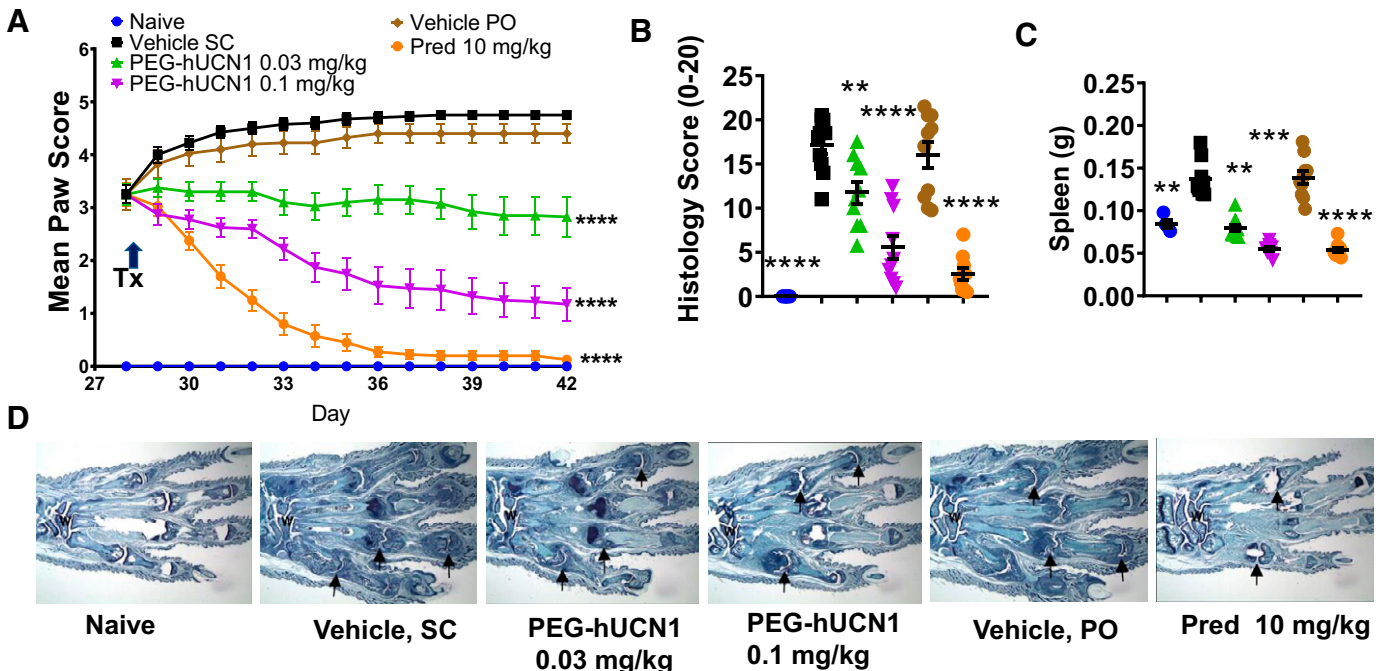 A
Naive
Vehicle SC
PEG-hUCN1 0.03 mg/kg
PEG-hUCN1 0.1 mg/kg
Vehicle PO
Pred 10 mg/kg
Mean Paw Score
6
5
4
3
2
1
0
Tx
****
****
****
27 30 33 36 39 42
Day
B
Histology Score (0-20)
25
20
15
10
5
0
****
**
****
****
C
Spleen (g)
0.25
0.20
0.15
0.10
0.05
0.00
**
**
***
****
D
W
W
W
W
W
W
Naive
Vehicle, SC
PEG-hUCN1
0.03 mg/kg
PEG-hUCN1
0.1 mg/kg
Vehicle, PO
Pred 10 mg/kg